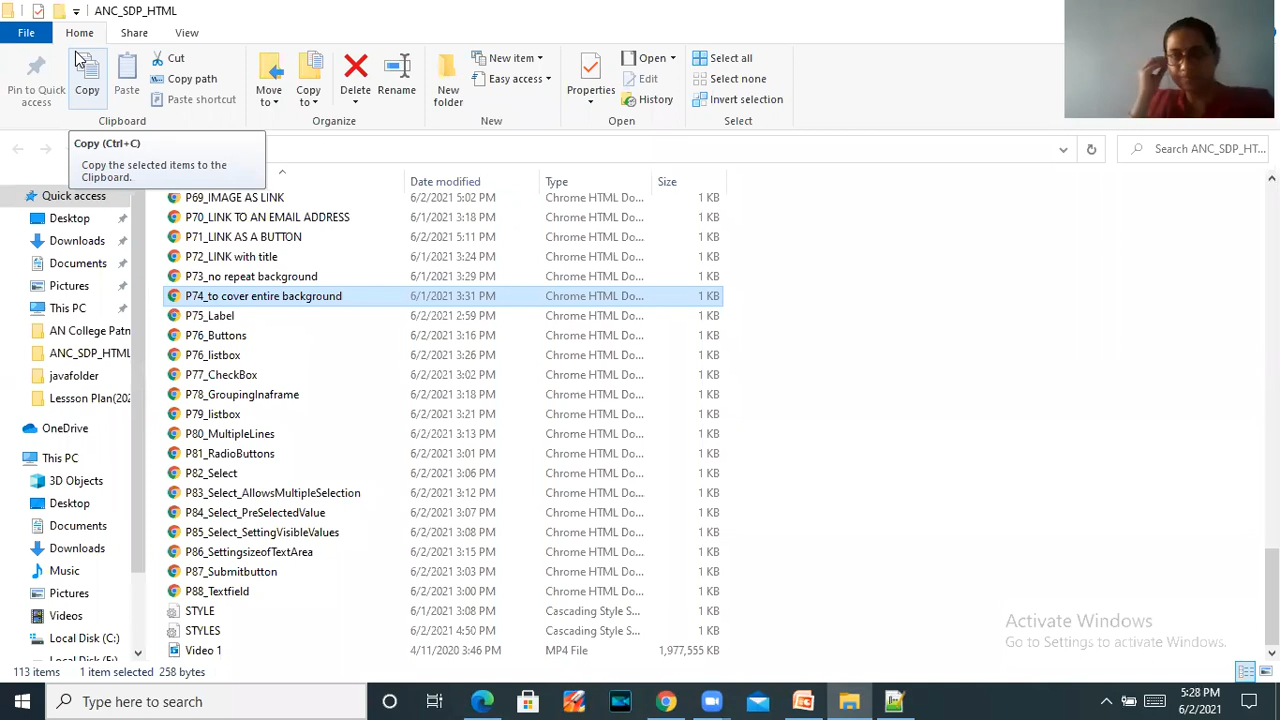 ANC_SDP_HTML
File Home Share View
Pin to Quick access
Copy
Paste
Cut
Copy path
Paste shortcut
Clipboard
Move to
Copy to
Delete
Rename
Organize
New folder
New item
Easy access
New
Properties
Open
Edit
History
Open
Select all
Select none
Invert selection
Select
Copy (Ctrl+C)
Copy the selected items to the
Clipboard.
Search ANC_SDP_HT...
Date modified Type Size
Quick access
Desktop
Downloads
Documents
Pictures
This PC
AN College Patn
ANC_SDP_HTML
javafolder
Lessson Plan(202
OneDrive
This PC
3D Objects
Desktop
Documents
Downloads
Music
Pictures
Videos
Local Disk (C:)
P69_IMAGE AS LINK 6/2/2021 5:02 PM Chrome HTML Do... 1 KB
P70_LINK TO AN EMAIL ADDRESS 6/1/2021 3:18 PM Chrome HTML Do... 1 KB
P71_LINK AS A BUTTON 6/2/2021 5:11 PM Chrome HTML Do... 1 KB
P72_LINK with title 6/1/2021 3:24 PM Chrome HTML Do... 1 KB
P73_no repeat background 6/1/2021 3:29 PM Chrome HTML Do... 1 KB
P74_to cover entire background 6/1/2021 3:31 PM Chrome HTML Do... 1 KB
P75_Label 6/2/2021 2:59 PM Chrome HTML Do... 1 KB
P76_Buttons 6/2/2021 3:16 PM Chrome HTML Do... 1 KB
P76_listbox 6/2/2021 3:26 PM Chrome HTML Do... 1 KB
P77_CheckBox 6/2/2021 3:02 PM Chrome HTML Do... 1 KB
P78_GroupingInaframe 6/2/2021 3:18 PM Chrome HTML Do... 1 KB
P79_listbox 6/2/2021 3:21 PM Chrome HTML Do... 1 KB
P80_MultipleLines 6/2/2021 3:13 PM Chrome HTML Do... 1 KB
P81_RadioButtons 6/2/2021 3:01 PM Chrome HTML Do... 1 KB
P82_Select 6/2/2021 3:06 PM Chrome HTML Do... 1 KB
P83_Select_AllowsMultipleSelection 6/2/2021 3:12 PM Chrome HTML Do... 1 KB
P84_Select_PreSelectedValue 6/2/2021 3:07 PM Chrome HTML Do... 1 KB
P85_Select_SettingVisibleValues 6/2/2021 3:08 PM Chrome HTML Do... 1 KB
P86_SettingsizeofTextArea 6/2/2021 3:15 PM Chrome HTML Do... 1 KB
P87_Submitbutton 6/2/2021 3:03 PM Chrome HTML Do... 1 KB
P88_Textfield 6/2/2021 3:00 PM Chrome HTML Do... 1 KB
STYLE 6/1/2021 3:08 PM Cascading Style S... 1 KB
STYLES 6/2/2021 4:50 PM Cascading Style S... 1 KB
Video 1 4/11/2020 3:46 PM MP4 File 1,977,555 KB
Activate Windows
Go to Settings to activate Windows.
113 items 1 item selected 258 bytes
Type here to search
5:28 PM
6/2/2021